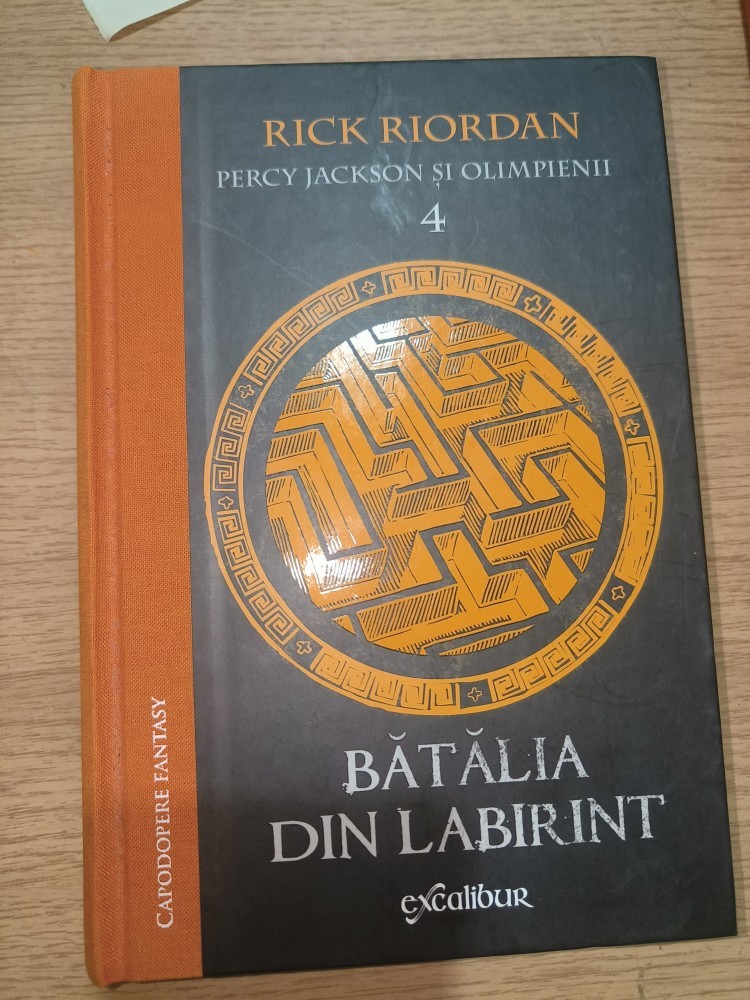 RICK RIORDAN
PERCY JACKSON ȘI OLIMPIENII
4
BĂTĂLIA
DIN LABIRINT
excalibur
CAPODOPERE FANTASY